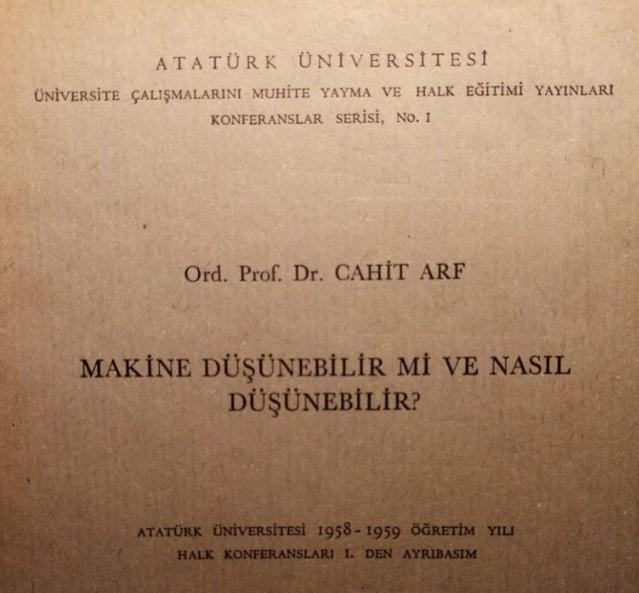 ATATÜRK ÜNİVERSİTESİ
ÜNİVERSİTE ÇALIŞMALARINI MUHİTE YAYMA VE HALK EĞİTİMİ YAYINLARI
KONFERANSLAR SERİSİ, No. I
Ord. Prof. Dr. CAHİT ARF
MAKİNE DÜŞÜNEBİLİR Mİ VE NASIL
DÜŞÜNEBİLİR?
ATATÜRK ÜNİVERSİTESİ 1958-1959 ÖĞRETİM YILI
HALK KONFERANSLARI I. DEN AYRIBASIM